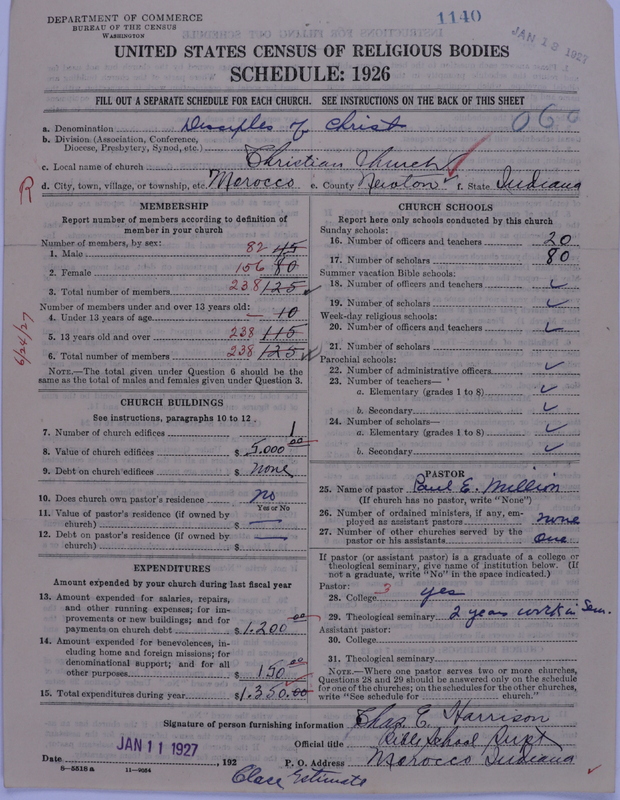 DEPARTMENT OF COMMERCE
BUREAU OF THE CENSUS
WASHINGTON
1140
JAN 18 1927
UNITED STATES CENSUS OF RELIGIOUS BODIES
SCHEDULE: 1926
FILL OUT A SEPARATE SCHEDULE FOR EACH CHURCH. SEE INSTRUCTIONS ON THE BACK OF THIS SHEET
066
a. Denomination Disciples of Christ
b. Division (Association, Conference,
Diocese, Presbytery, Synod, etc.)
c. Local name of church Christian Church
d. City, town, village, or township, etc. Morocco e. County Newton f. State Indiana
R
6/24/27
MEMBERSHIP
Report number of members according to definition of
member in your church
Number of members, by sex:
1. Male 82 45
2. Female 156 80
3. Total number of members 238 125
Number of members under and over 13 years old:
4. Under 13 years of age — 10
5. 13 years old and over 238 115
6. Total number of members 238 125
NOTE.—The total given under Question 6 should be
same as the total of males and females given under Question 3.
CHURCH BUILDINGS
See instructions, paragraphs 10 to 12.
7. Number of church edifices 1
8. Value of church edifices $ 5.000 00
9. Debt on church edifices $ none
10. Does church own pastor's residence no
Yes or No
11. Value of pastor's residence (if owned by
church) $ —
12. Debt on pastor's residence (if owned by
church) $ —
EXPENDITURES
Amount expended by your church during last fiscal year
13. Amount expended for salaries, repairs,
and other running expenses; for im-
provements or new buildings; and for
payments on church debt $ 1.200 00
14. Amount expended for benevolences, in-
cluding home and foreign missions; for
denominational support; and for all
other purposes $ 150 00
15. Total expenditures during year $ 1.350.00
CHURCH SCHOOLS
Report here only schools conducted by this church
Sunday schools:
16. Number of officers and teachers 20
17. Number of scholars 80
Summer vacation Bible schools:
18. Number of officers and teachers
19. Number of scholars
Week-day religious schools:
20. Number of officers and teachers
21. Number of scholars
Parochial schools:
22. Number of administrative officers
23. Number of teachers—
a. Elementary (grades 1 to 8)
b. Secondary
24. Number of scholars—
a. Elementary (grades 1 to 8)
b. Secondary
PASTOR
25. Name of pastor Paul E. Million
(If church has no pastor, write "None")
26. Number of ordained ministers, if any, em-
ployed as assistant pastors none
27. Number of other churches served by the
pastor or his assistants one
If pastor (or assistant pastor) is a graduate of a college or
theological seminary, give name of institution below. (If
not a graduate, write "No" in the space indicated.)
Pastor:
28. College 3 yes
29. Theological seminary 2 years work in Sem.
Assistant pastor:
30. College
31. Theological seminary
NOTE.—Where one pastor serves two or more churches,
Questions 28 and 29 should be answered only on the schedule
for one of the churches; on the schedules for the other churches,
write "See schedule for church."
Signature of person furnishing information Chas. E. Harrison
Official title Bible School Supt
Date JAN 11 1927, 192 P. O. Address Morocco Indiana
8—5518 a 11—9054
Close Estimate